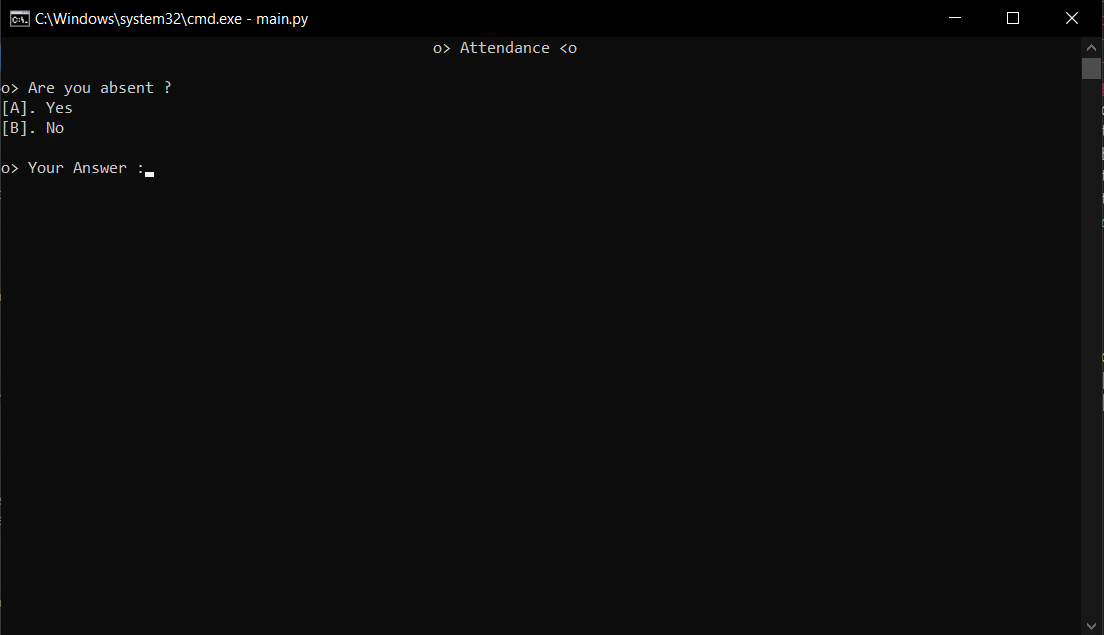 C:\Windows\system32\cmd.exe - main.py
o> Attendance <o
o> Are you absent ?
[A]. Yes
[B]. No
o> Your Answer :